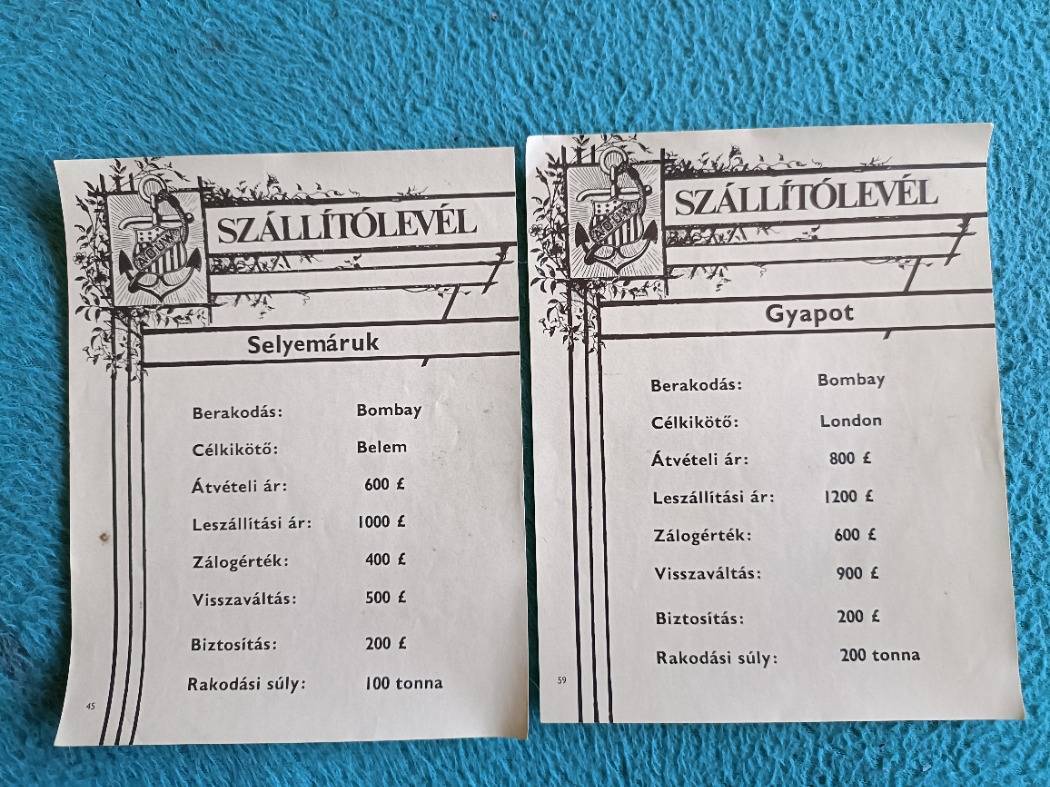 SZÁLLÍTÓLEVÉL
Selyemáruk
Berakodás: Bombay
Célkikötő: Belem
Átvételi ár: 600 £
Leszállítási ár: 1000 £
Zálogérték: 400 £
Visszaváltás: 500 £
Biztosítás: 200 £
Rakodási súly: 100 tonna
45
SZÁLLÍTÓLEVÉL
Gyapot
Berakodás: Bombay
Célkikötő: London
Átvételi ár: 800 £
Leszállítási ár: 1200 £
Zálogérték: 600 £
Visszaváltás: 900 £
Biztosítás: 200 £
Rakodási súly: 200 tonna
59